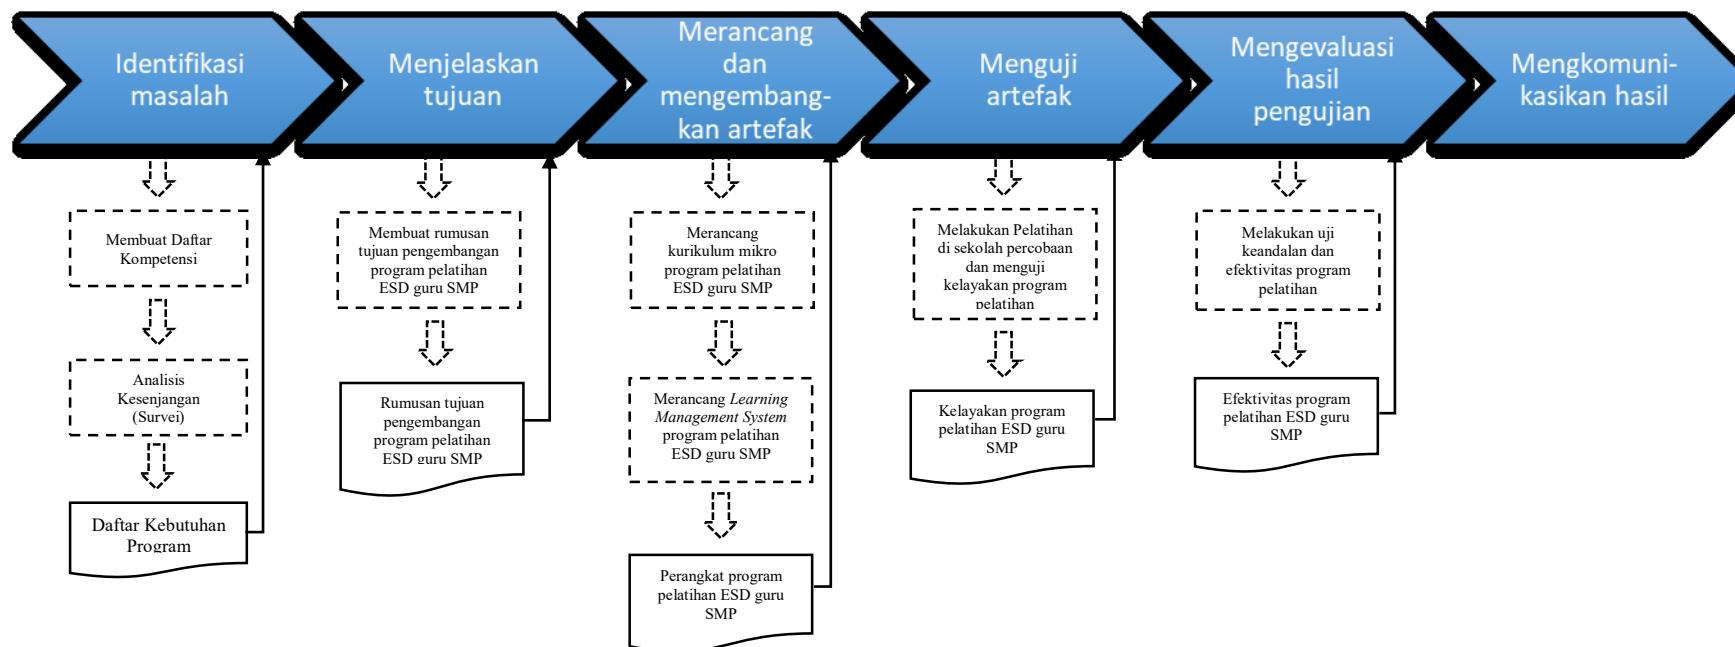 Identifikasi
masalah
Menjelaskan
tujuan
Merancang
dan
mengembang-
kan artefak
Menguji
artefak
Mengevaluasi
hasil
pengujian
Mengkomuni-
kasikan hasil
Membuat Daftar
Kompetensi
Analisis
Kesenjangan
(Survei)
Daftar Kebutuhan
Program
Membuat rumusan
tujuan pengembangan
program pelatihan
ESD guru SMP
Rumusan tujuan
pengembangan
program pelatihan
ESD guru SMP
Merancang
kurikulum mikro
program pelatihan
ESD guru SMP
Merancang Learning
Management System
program pelatihan
ESD guru SMP
Perangkat program
pelatihan ESD guru
SMP
Melakukan Pelatihan
di sekolah percobaan
dan menguji
kelayakan program
pelatihan
Kelayakan program
pelatihan ESD guru
SMP
Melakukan uji
keandalan dan
efektivitas program
pelatihan
Efektivitas program
pelatihan ESD guru
SMP